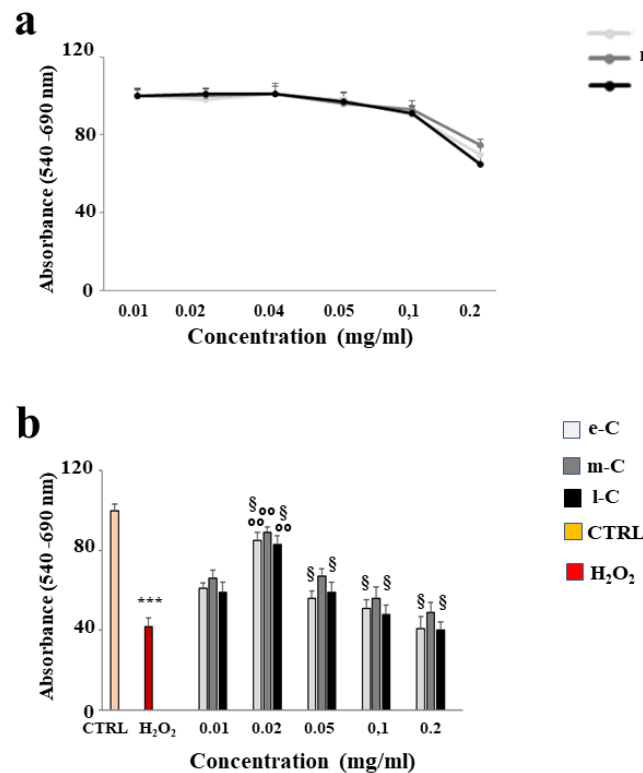 a
120
80
40
0
Absorbance (540 -690 nm)
0.01 0.02 0.04 0.05 0,1 0.2
Concentration (mg/ml)
b
e-C
m-C
l-C
CTRL
H₂O₂
120
80
40
0
Absorbance (540 -690 nm)
***
§ °° §
°° °°
§ §
§ §
§ §
CTRL H₂O₂ 0.01 0.02 0.05 0,1 0.2
Concentration (mg/ml)